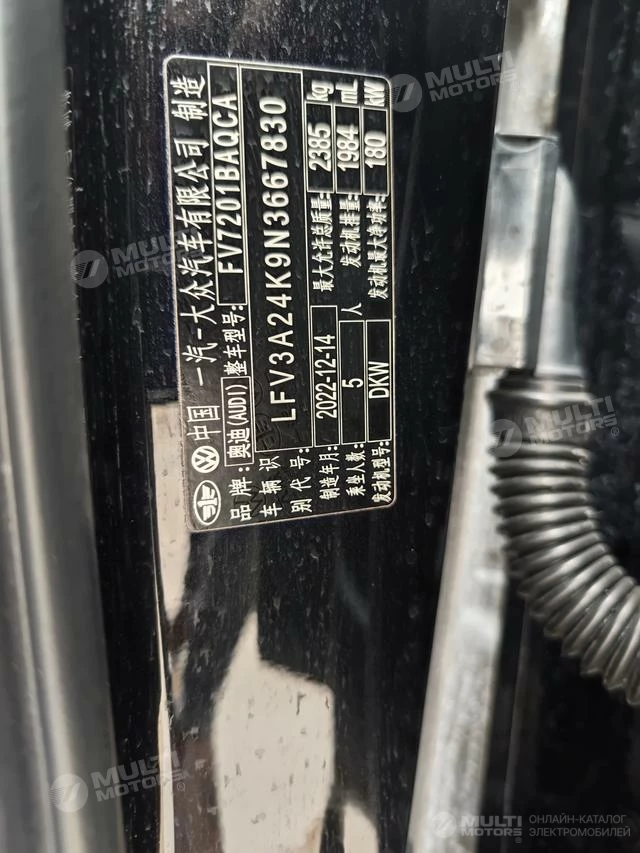 中国 一汽-大众汽车有限公司 制造
品牌: 奥迪(AUDI) 整车型号: FV7201BAQCA
车辆识
别代号: LFV3A24K9N3667830
制造年月: 2022-12-14 最大允许总质量: 2385 kg
乘坐人数: 5 人 发动机排量: 1984 mL
发动机型号: DKW 发动机最大净功率: 180 kW
MULTI
MOTORS
MULTI
MOTORS
MULTI
MOTORS
MULTI
MOTORS
MULTI
MOTORS
ОНЛАЙН-КАТАЛОГ
ЭЛЕКТРОМОБИЛЕЙ